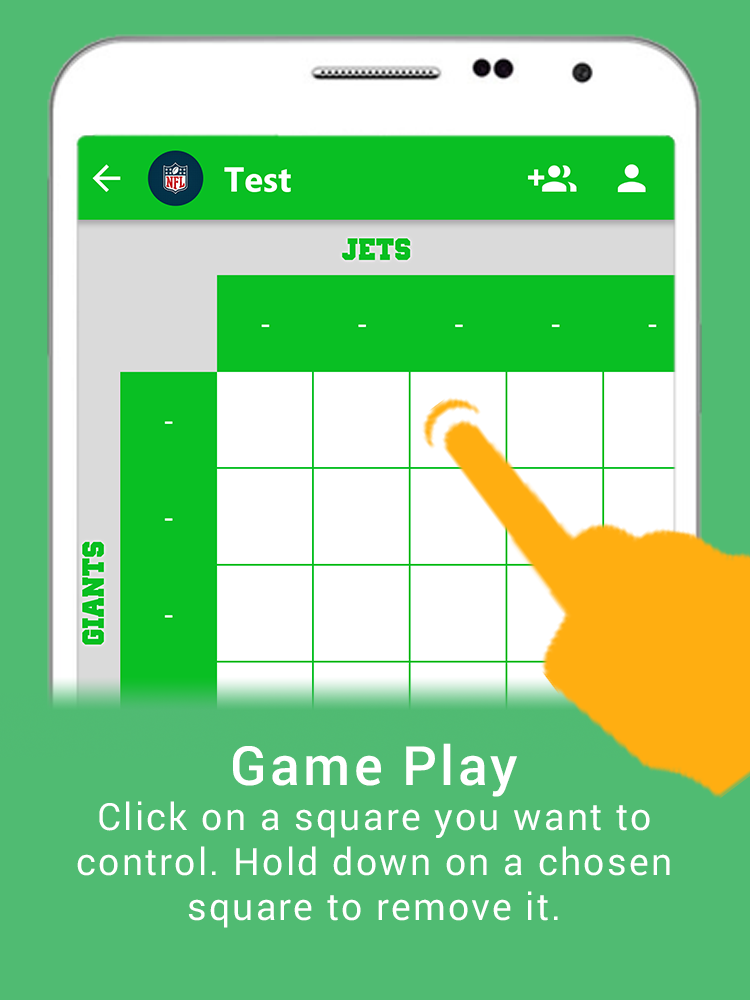 NFL
Test
JETS
- - - - -
-
-
-
GIANTS
Game Play
Click on a square you want to
control. Hold down on a chosen
square to remove it.